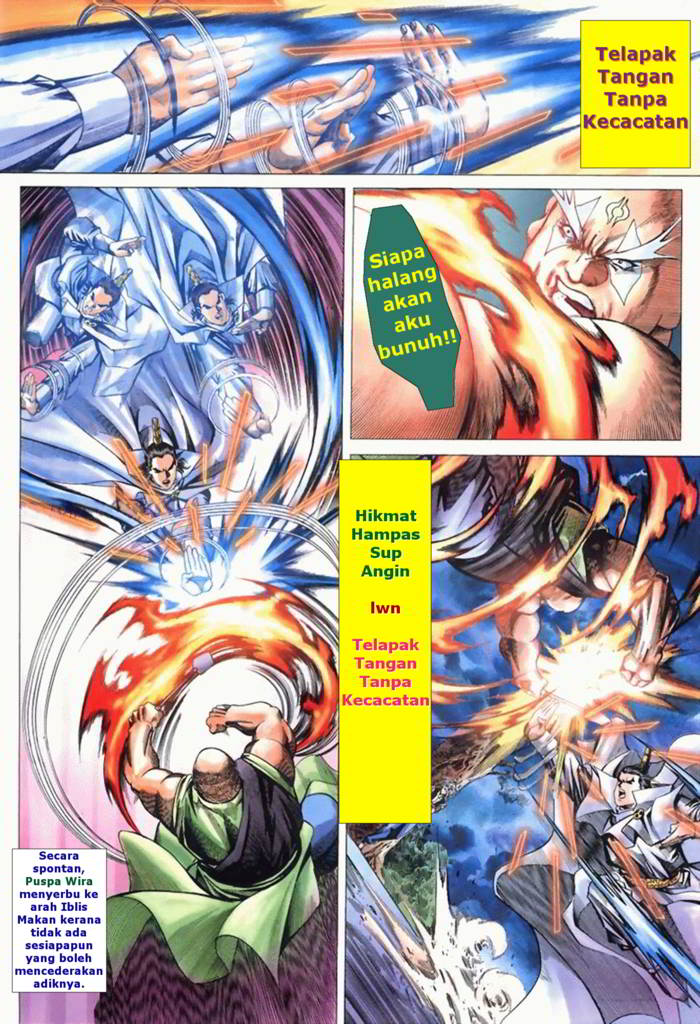 Telapak
Tangan
Tanpa
Kecacatan
Siapa
halang
akan
aku
bunuh!!
Hikmat
Hampas
Sup
Angin
lwn
Telapak
Tangan
Tanpa
Kecacatan
Secara
spontan,
Puspa Wira
menyerbu ke
arah Iblis
Makan kerana
tidak ada
sesiapapun
yang boleh
mencederakan
adiknya.